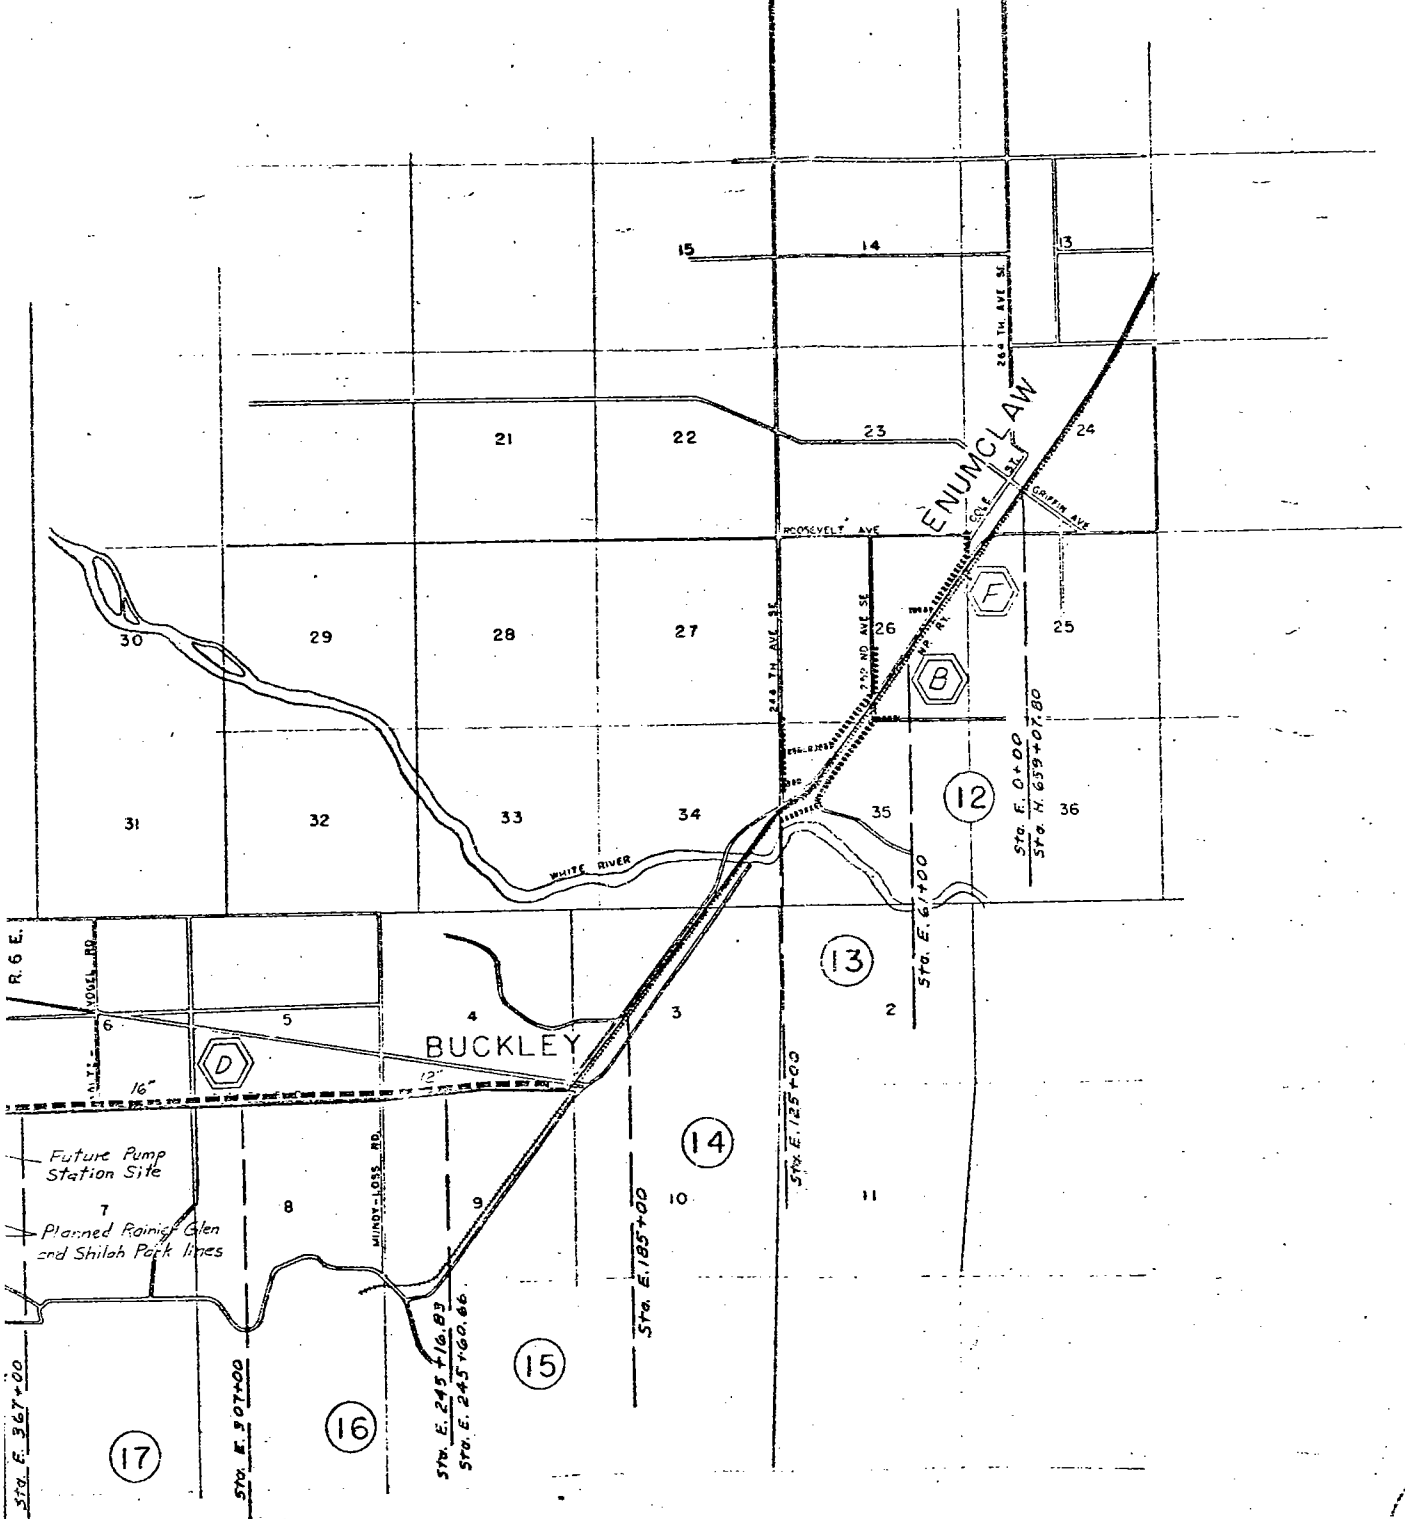 15
14
13
264 TH. AVE SE
ENUMCLAW
21
22
23
24
COLE ST.
GRIFFIN AVE
ROOSEVELT AVE
F
30
29
28
27
244 TH AVE SE
252 ND AVE SE
26
N.P. RY.
25
B
31
32
33
34
35
12
36
Sta. E. 0+00
Sta. H. 659+07.80
WHITE RIVER
Sta. E. 61+00
R. 6 E.
VOGEL RD.
13
6
5
4
3
2
BUCKLEY
D
16"
12"
Sta. E. 125+00
Future Pump
Station Site
MUNDY-LOSS RD.
14
7
8
9
10
11
Planned Rainier Glen
and Shiloh Park lines
Sta. E. 185+00
15
Sta. E. 245+16.83
Sta. E. 245+60.66
Sta. E. 307+00
Sta. E. 367+00
16
17